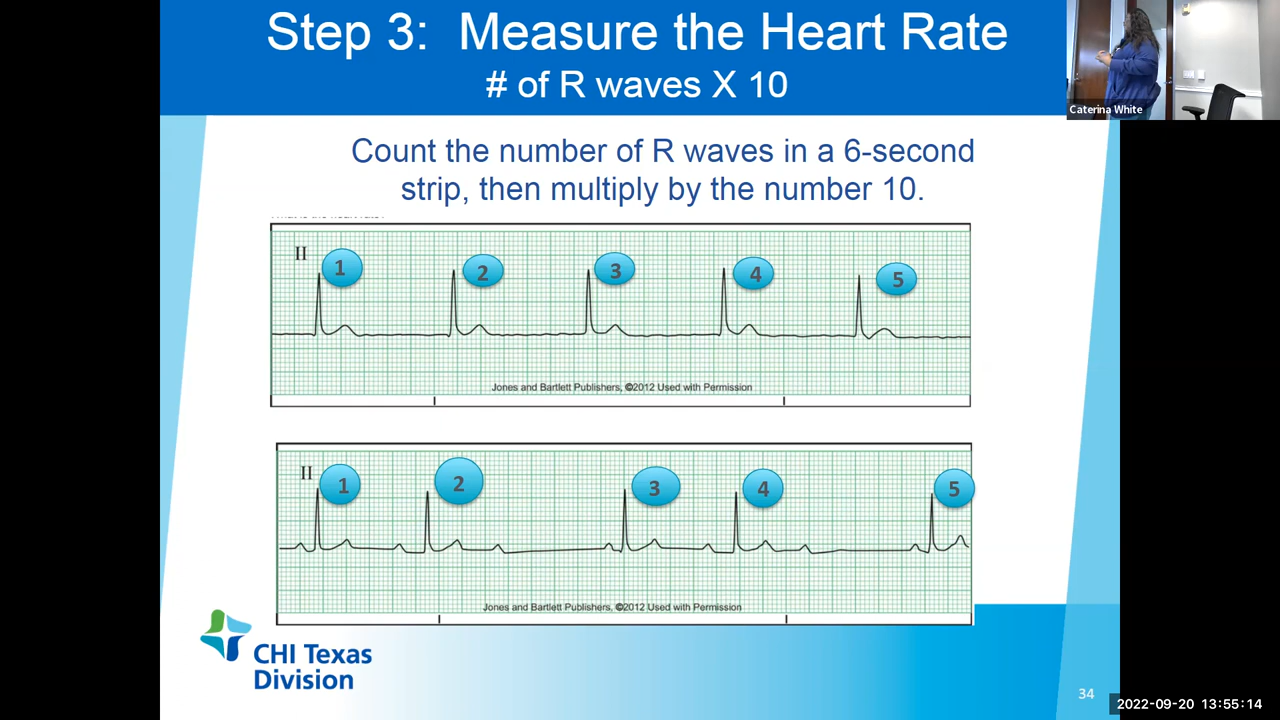 Step 3: Measure the Heart Rate
# of R waves X 10
Caterina White
Count the number of R waves in a 6-second
strip, then multiply by the number 10.
II
1
2
3
4
5
Jones and Bartlett Publishers, ©2012 Used with Permission
II
1
2
3
4
5
Jones and Bartlett Publishers, ©2012 Used with Permission
CHI Texas
Division
34
2022-09-20 13:55:14